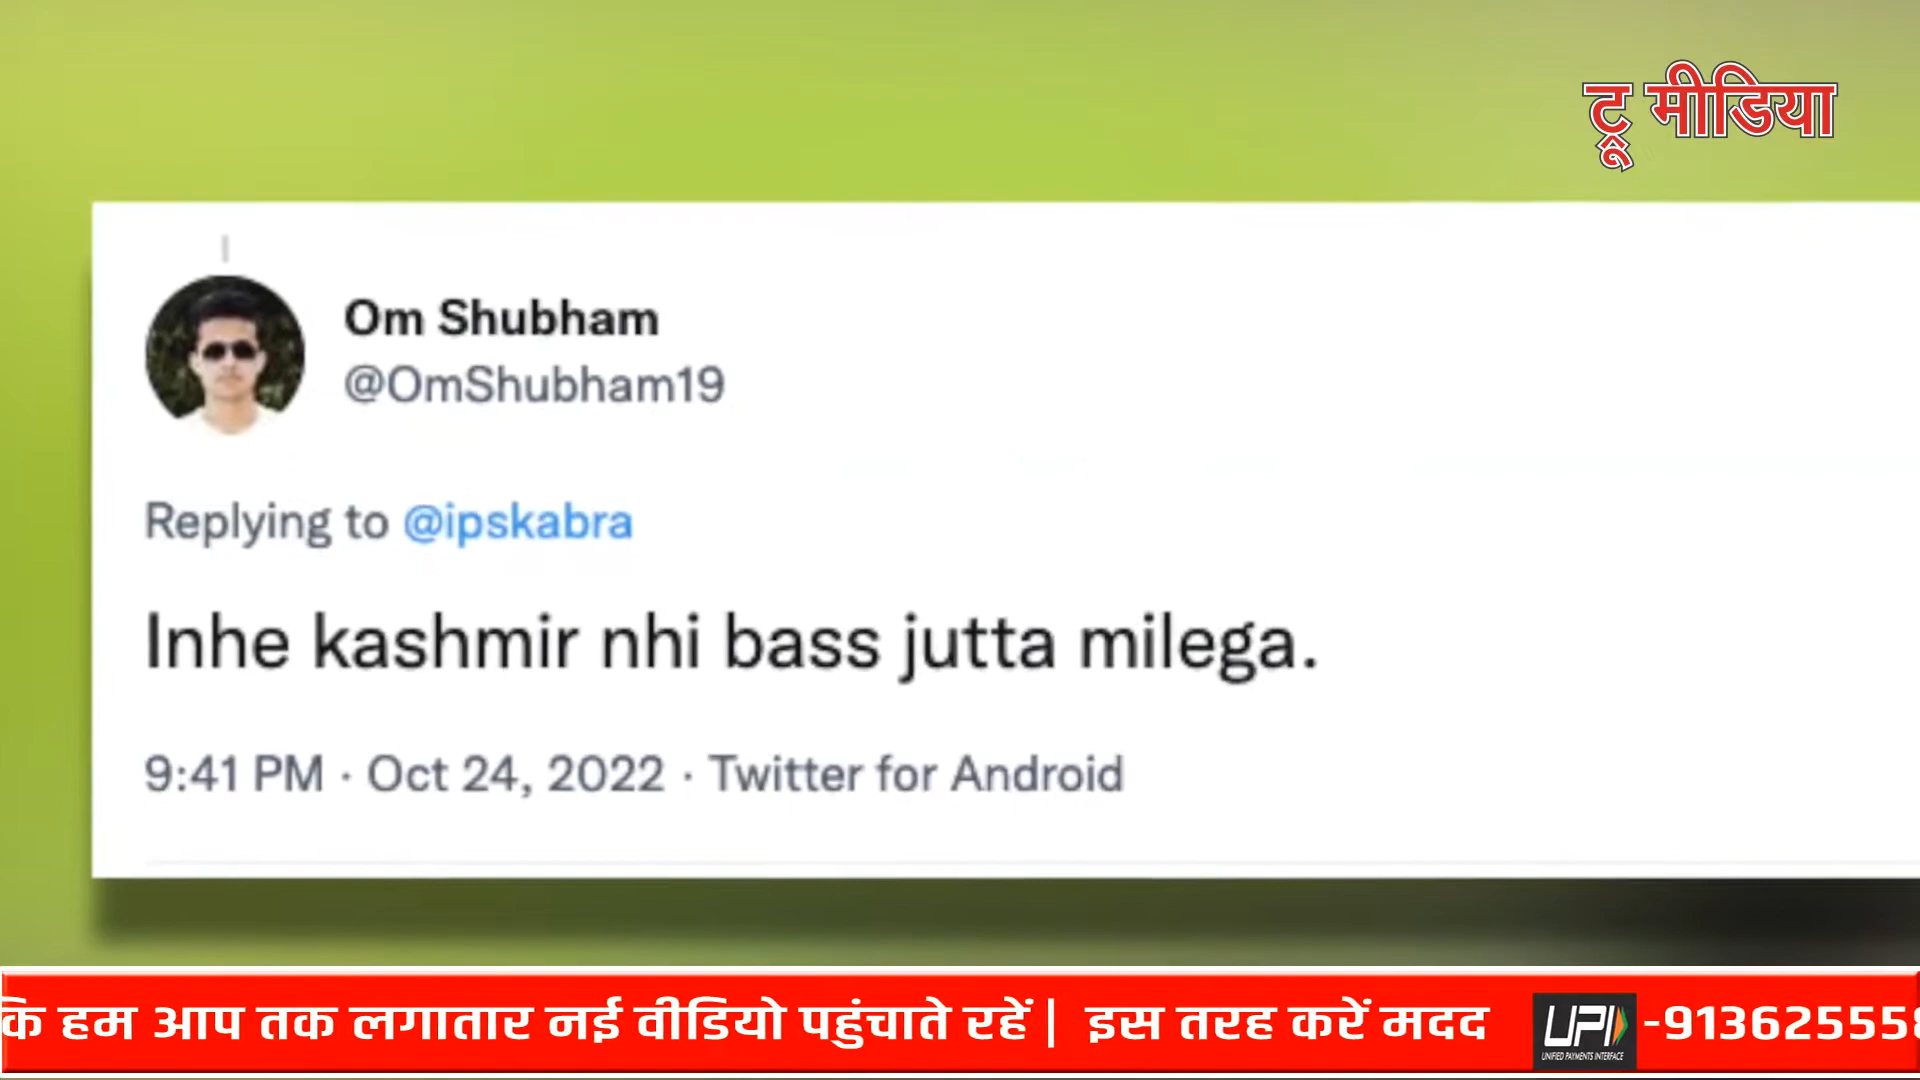 ट्रू मीडिया
Om Shubham
@OmShubham19
Replying to @ipskabra
Inhe kashmir nhi bass jutta milega.
9:41 PM · Oct 24, 2022 · Twitter for Android
कि हम आप तक लगातार नई वीडियो पहुंचाते रहें | इस तरह करें मदद UPI -913625558
UNIFIED PAYMENTS INTERFACE